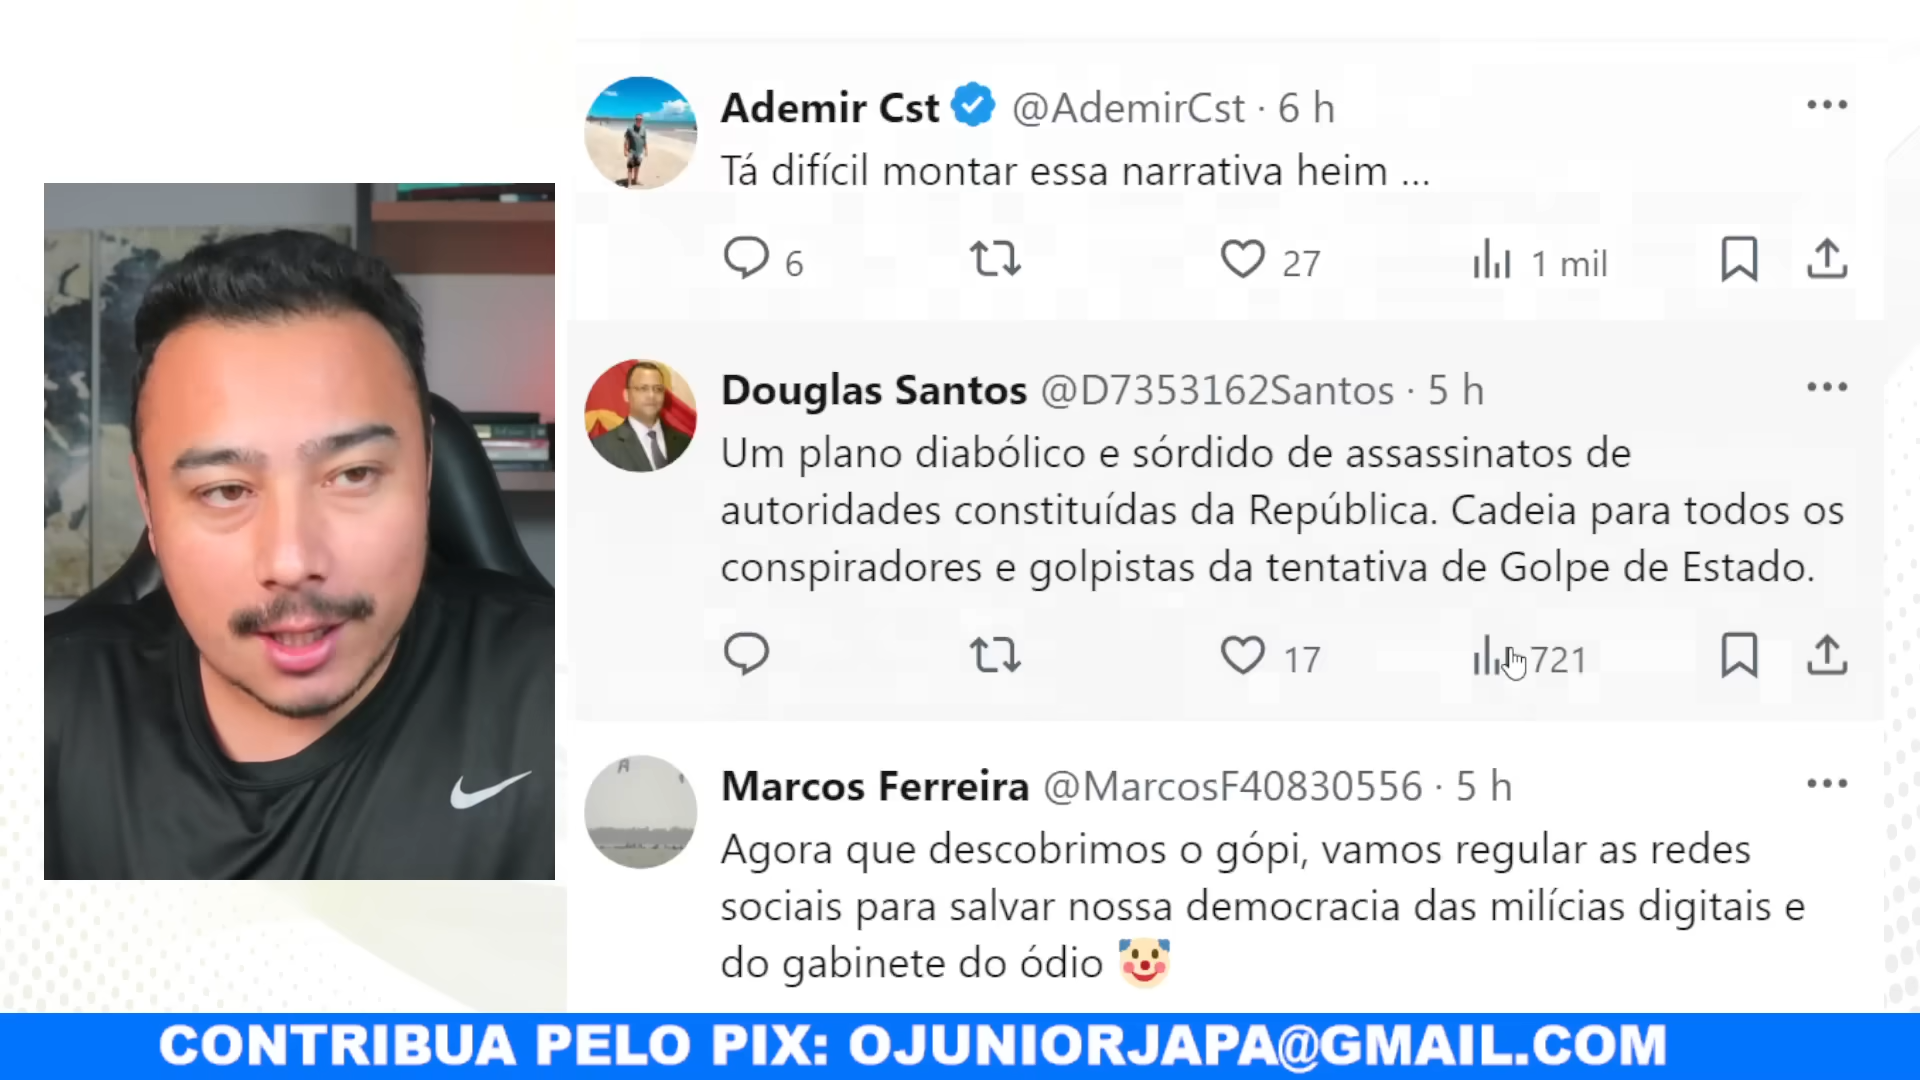 Ademir Cst @AdemirCst · 6 h
Tá difícil montar essa narrativa heim ...
6 27 1 mil
Douglas Santos @D7353162Santos · 5 h
Um plano diabólico e sórdido de assassinatos de
autoridades constituídas da República. Cadeia para todos os
conspiradores e golpistas da tentativa de Golpe de Estado.
17 721
Marcos Ferreira @MarcosF40830556 · 5 h
Agora que descobrimos o gópi, vamos regular as redes
sociais para salvar nossa democracia das milícias digitais e
do gabinete do ódio 🤡
CONTRIBUA PELO PIX: OJUNIORJAPA@GMAIL.COM